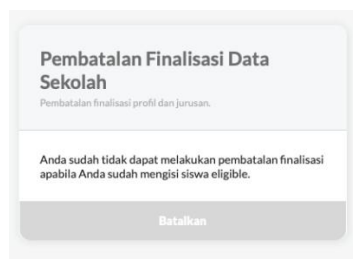 Pembatalan Finalisasi Data
Sekolah
Pembatalan finalisasi profil dan jurusan.
Anda sudah tidak dapat melakukan pembatalan finalisasi
apabila Anda sudah mengisi siswa eligible.
Batalkan